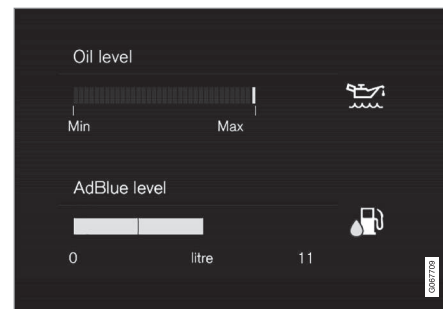 Oil level
Min Max
AdBlue level
0 litre 11
G067709